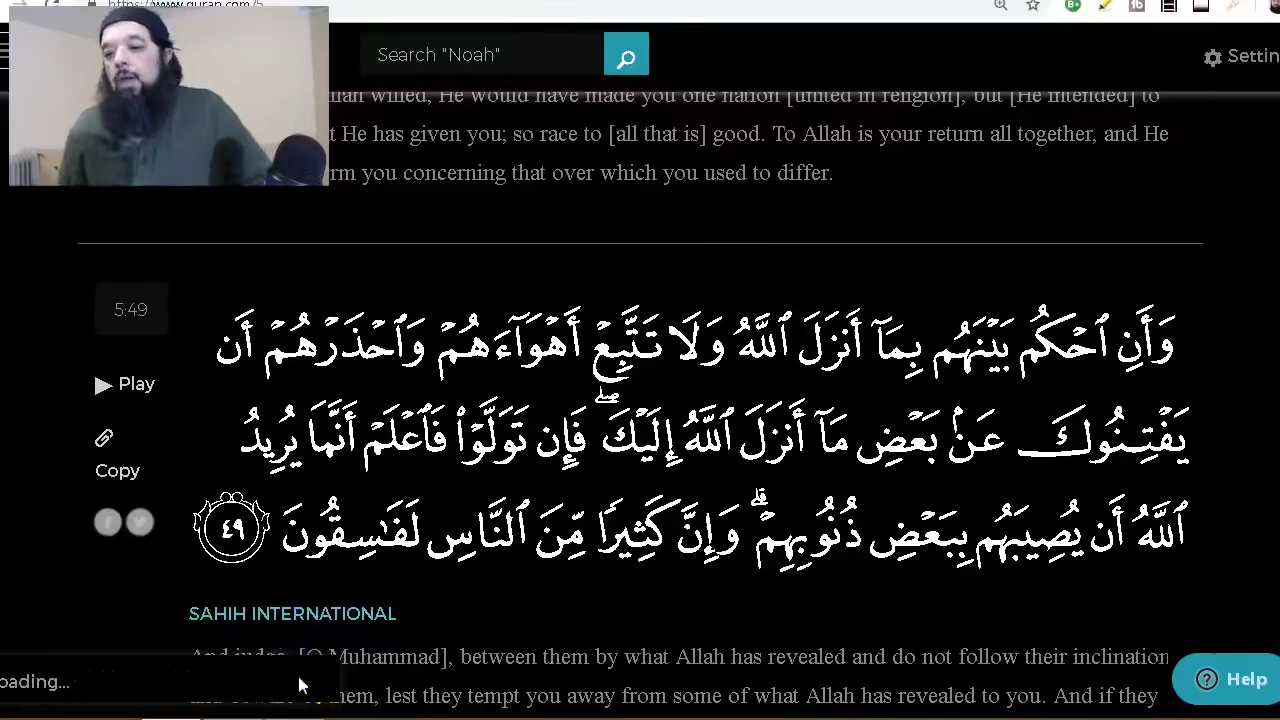 https://www.quran.com/5
Search "Noah"
willed, He would have made you one nation [united in religion], but [He intended] to
He has given you; so race to [all that is] good. To Allah is your return all together, and He
you concerning that over which you used to differ.
5:49
وَأَنِ ٱحْكُم بَيْنَهُم بِمَآ أَنزَلَ ٱللَّهُ وَلَا تَتَّبِعْ أَهْوَآءَهُمْ وَٱحْذَرْهُمْ أَن
Play
يَفْتِنُوكَ عَنۢ بَعْضِ مَآ أَنزَلَ ٱللَّهُ إِلَيْكَ ۖ فَإِن تَوَلَّوْا۟ فَٱعْلَمْ أَنَّمَا يُرِيدُ
Copy
ٱللَّهُ أَن يُصِيبَهُم بِبَعْضِ ذُنُوبِهِمْ ۗ وَإِنَّ كَثِيرًا مِّنَ ٱلنَّاسِ لَفَـٰسِقُونَ ٤٩
SAHIH INTERNATIONAL
And judge, [O Muhammad], between them by what Allah has revealed and do not follow their inclination
them, lest they tempt you away from some of what Allah has revealed to you. And if they
Help